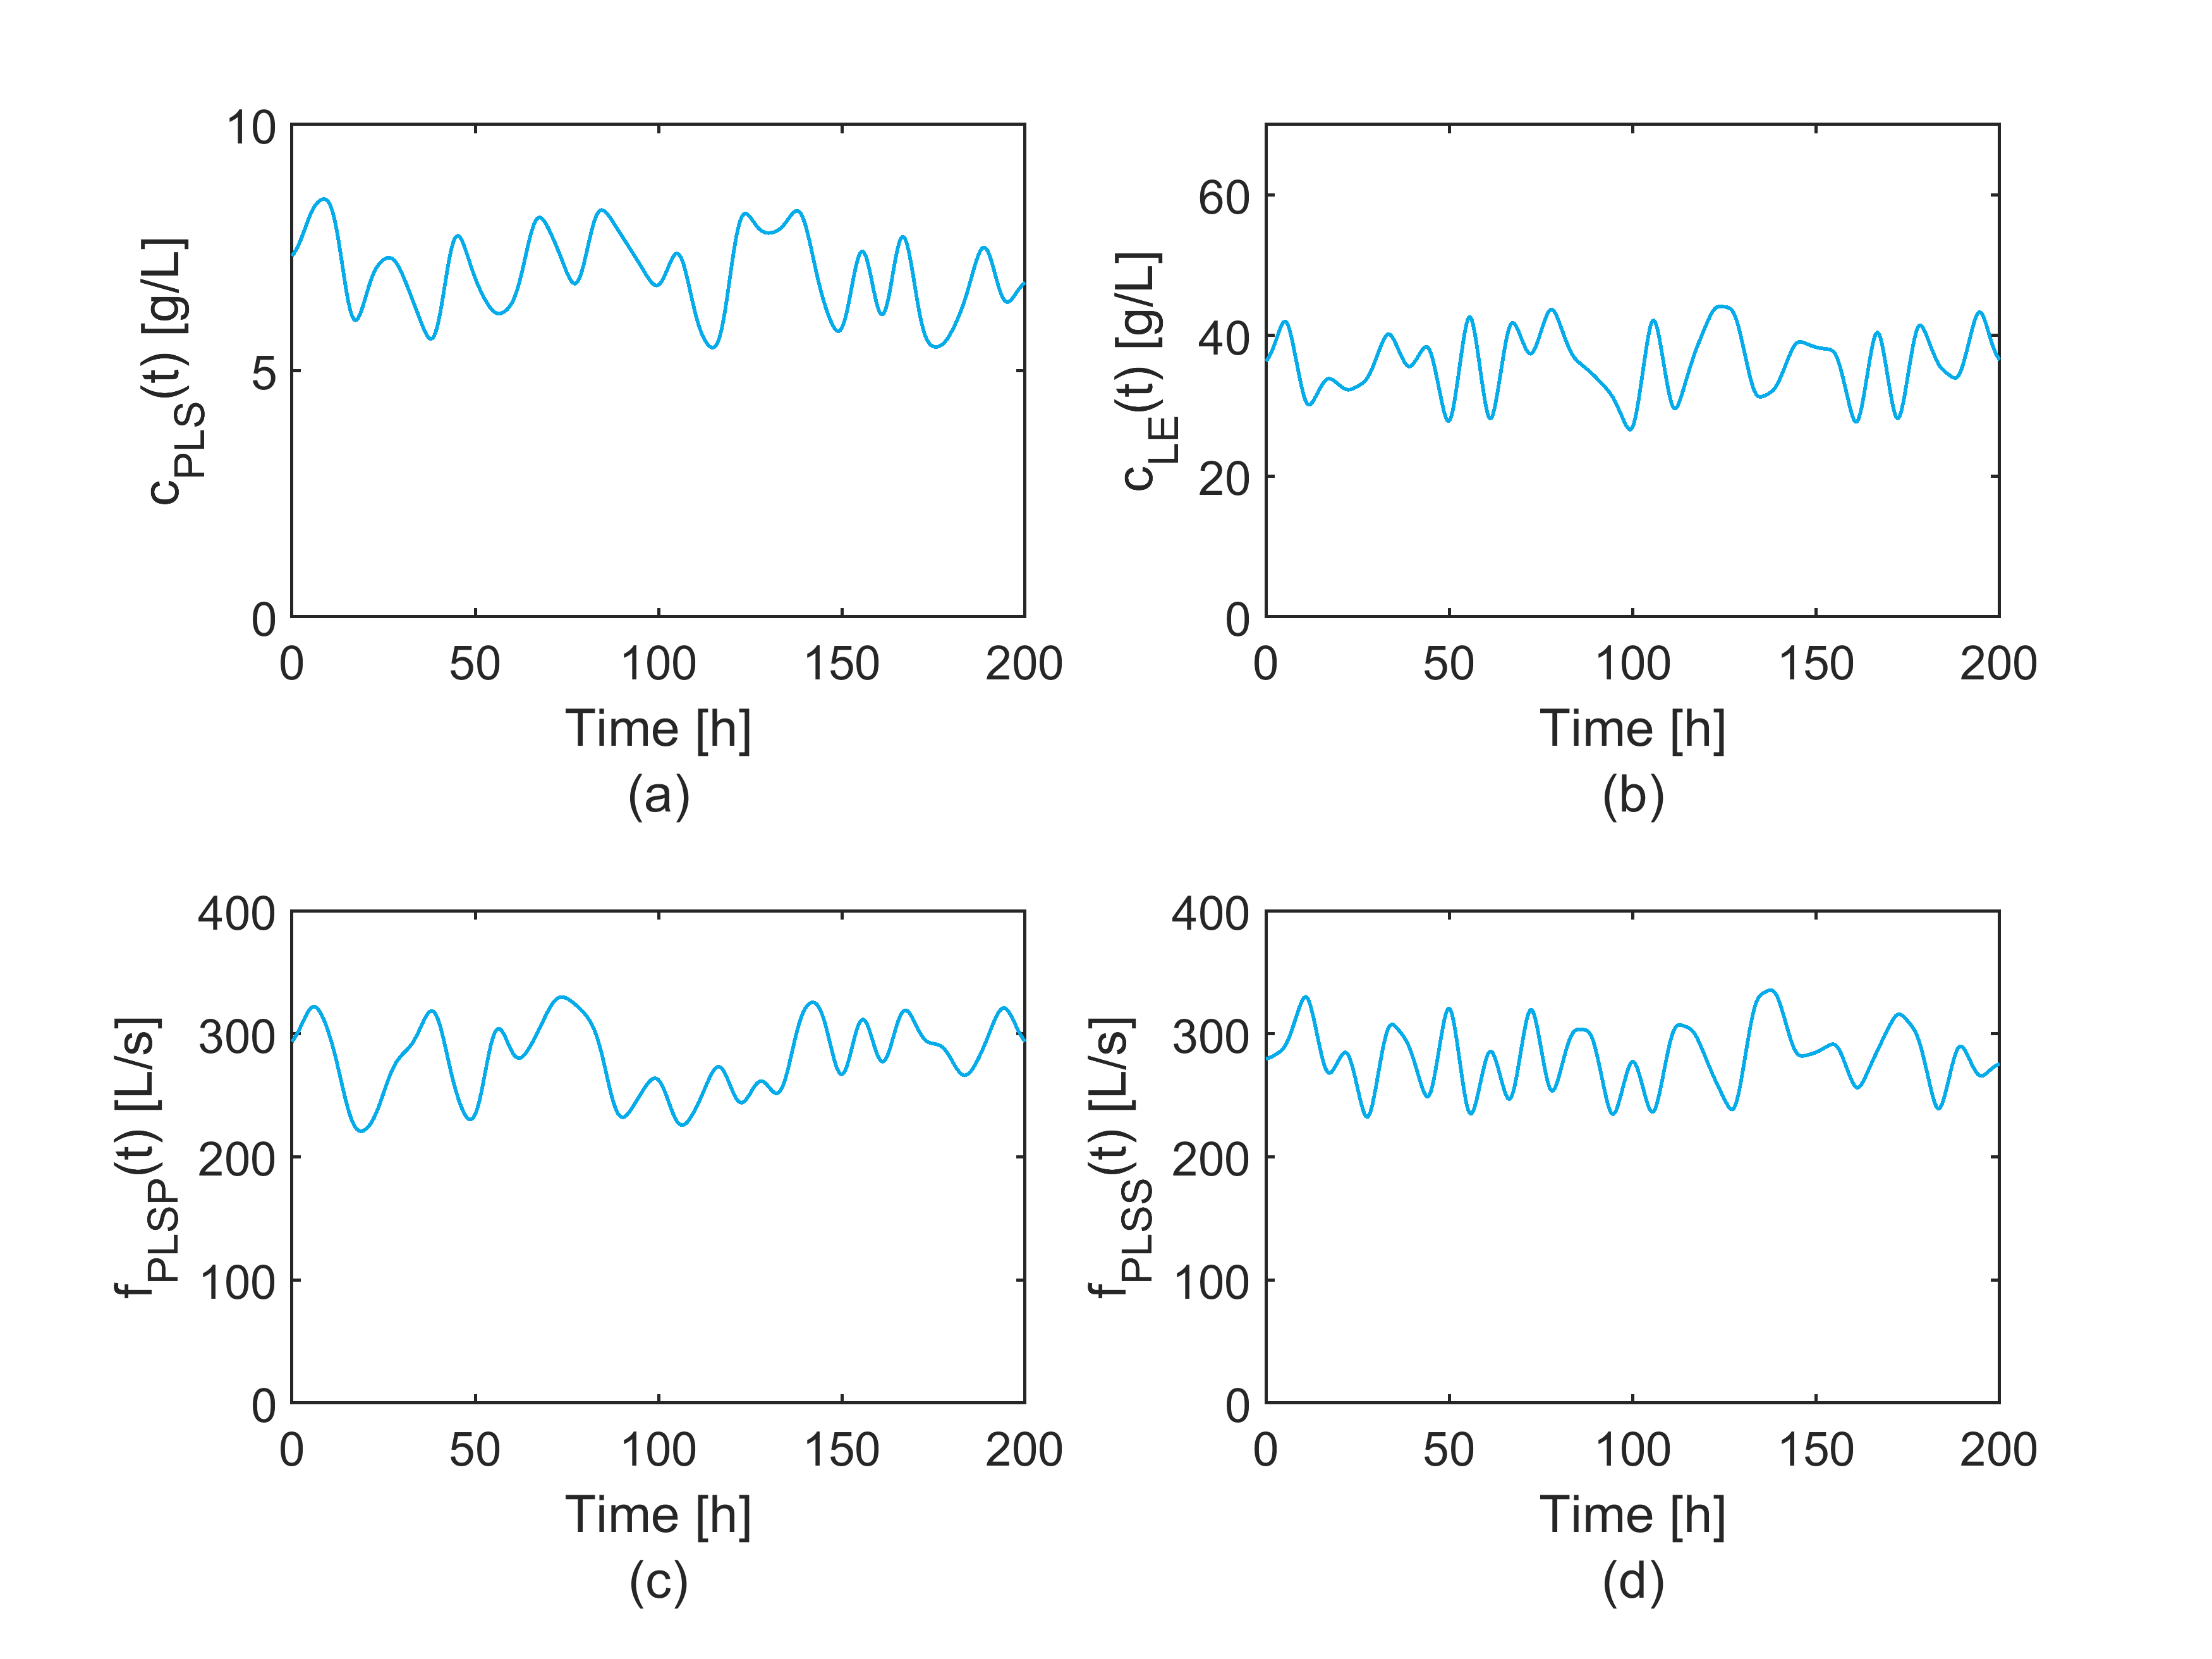 10
5
0
0 50 100 150 200
c_PLS(t) [g/L]
Time [h]
(a)
60
40
20
0
0 50 100 150 200
c_LE(t) [g/L]
Time [h]
(b)
400
300
200
100
0
0 50 100 150 200
f_PLSP(t) [L/s]
Time [h]
(c)
400
300
200
100
0
0 50 100 150 200
f_PLSS(t) [L/s]
Time [h]
(d)